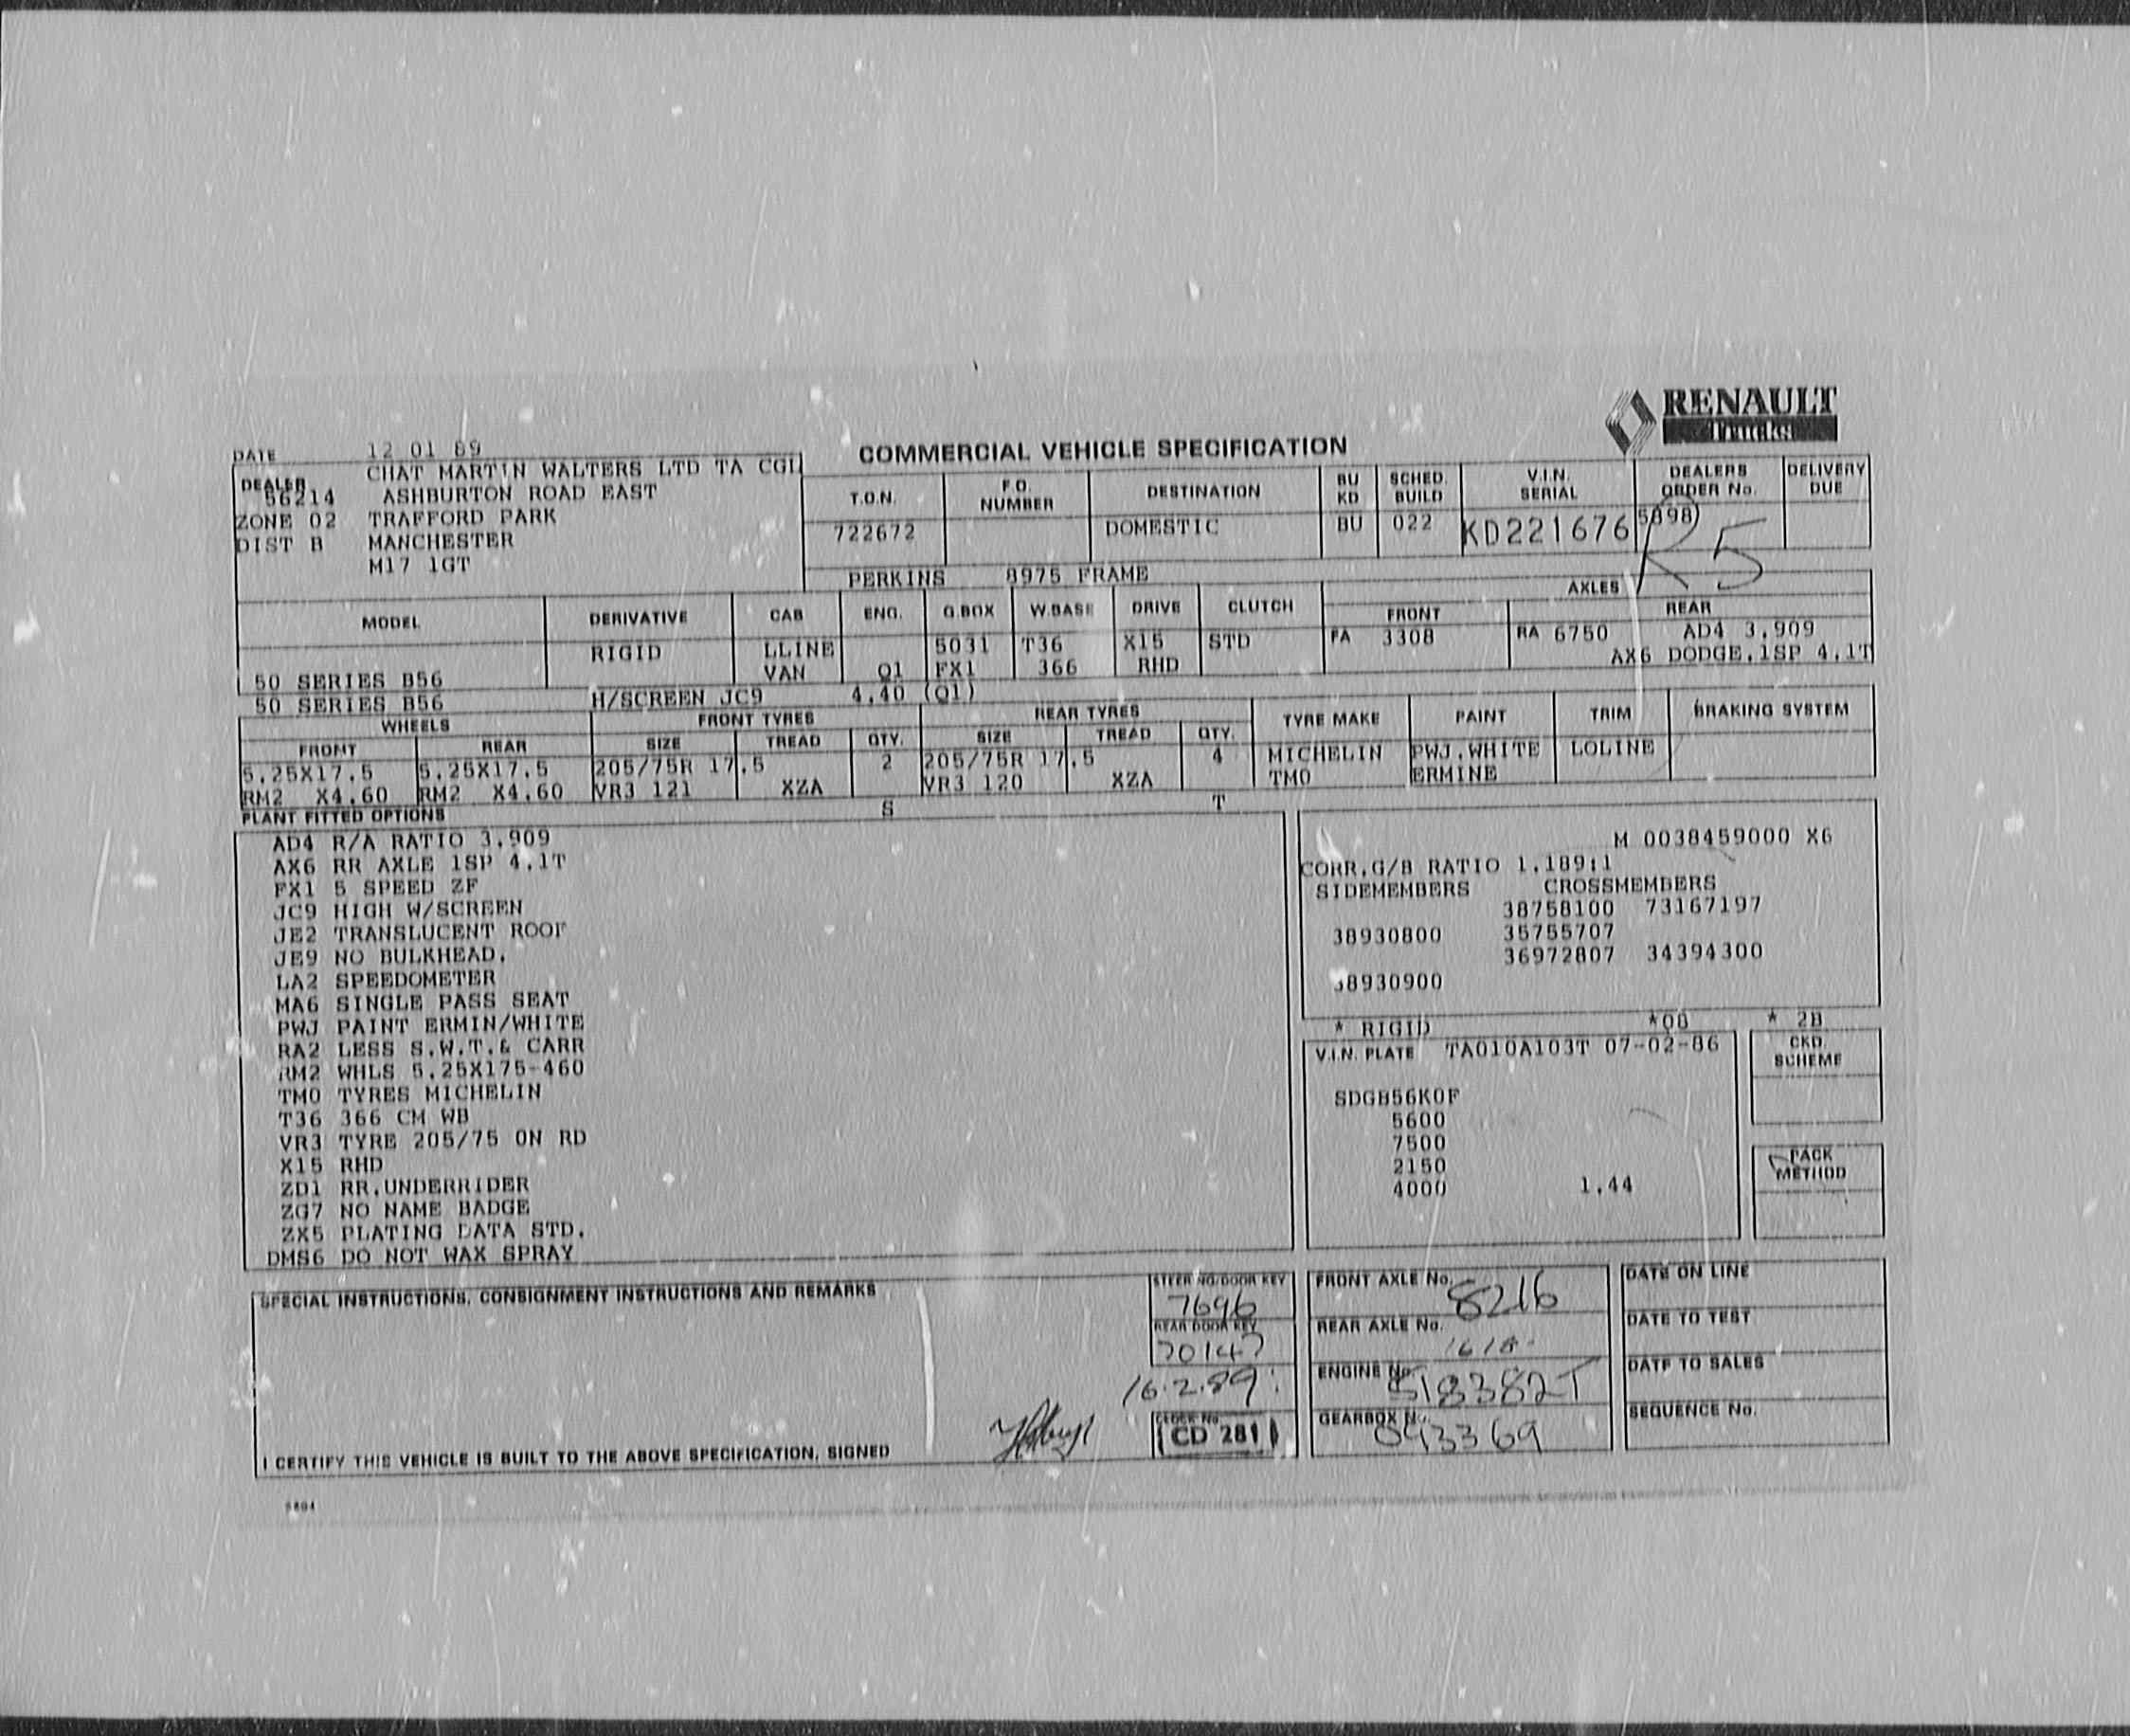 RENAULT
Trucks
DATE 12 01 89
COMMERCIAL VEHICLE SPECIFICATION
DEALER CHAT MARTIN WALTERS LTD TA CGL
56214 ASHBURTON ROAD EAST
ZONE 02 TRAFFORD PARK
DIST B MANCHESTER
M17 1GT
T.O.N. F.O. NUMBER DESTINATION BU KD SCHED. BUILD V.I.N. SERIAL DEALERS ORDER No. DELIVERY DUE
722672 DOMESTIC BU 022 KD221676 5898
R5
PERKINS 8975 FRAME
AXLES
MODEL DERIVATIVE CAB ENG. G.BOX W.BASE DRIVE CLUTCH FRONT REAR
RIGID LLINE 5031 T36 X15 STD FA 3308 RA 6750 AD4 3.909
50 SERIES B56 VAN Q1 FX1 366 RHD AX6 DODGE.1SP 4.1T
50 SERIES B56 H/SCREEN JC9 4.40 (Q1)
WHEELS FRONT TYRES REAR TYRES TYRE MAKE PAINT TRIM BRAKING SYSTEM
FRONT REAR SIZE TREAD QTY. SIZE TREAD QTY.
5.25X17.5 5.25X17.5 205/75R 17.5 2 205/75R 17.5 4 MICHELIN PWJ.WHITE LOLINE
RM2 X4.60 RM2 X4.60 VR3 121 XZA VR3 120 XZA TMO ERMINE
PLANT FITTED OPTIONS S T
AD4 R/A RATIO 3.909
AX6 RR AXLE 1SP 4.1T
FX1 5 SPEED ZF
JC9 HIGH W/SCREEN
JE2 TRANSLUCENT ROOF
JE9 NO BULKHEAD.
LA2 SPEEDOMETER
MA6 SINGLE PASS SEAT
PWJ PAINT ERMIN/WHITE
RA2 LESS S.W.T.& CARR
RM2 WHLS 5.25X175-460
TMO TYRES MICHELIN
T36 366 CM WB
VR3 TYRE 205/75 ON RD
X15 RHD
ZD1 RR.UNDERRIDER
ZG7 NO NAME BADGE
ZX5 PLATING DATA STD.
DMS6 DO NOT WAX SPRAY
M 0038459000 X6
CORR.G/B RATIO 1.189:1
SIDEMEMBERS CROSSMEMBERS
38758100 73167197
38930800 35755707
36972807 34394300
38930900
* RIGID *08 * 2B
V.I.N. PLATE TA010A103T 07-02-86
CKD. SCHEME
SDGB56K0F
5600
7500
2150
4000 1.44
PACK METHOD
SPECIAL INSTRUCTIONS, CONSIGNMENT INSTRUCTIONS AND REMARKS
STEER NO/DOOR KEY
7696
REAR DOOR KEY
70147
16.2.89
CLOCK No.
CD 281
FRONT AXLE No. 8216
REAR AXLE No.
ENGINE No. 518382T
GEARBOX No. 043369
DATE ON LINE
DATE TO TEST
DATE TO SALES
SEQUENCE No.
I CERTIFY THIS VEHICLE IS BUILT TO THE ABOVE SPECIFICATION, SIGNED